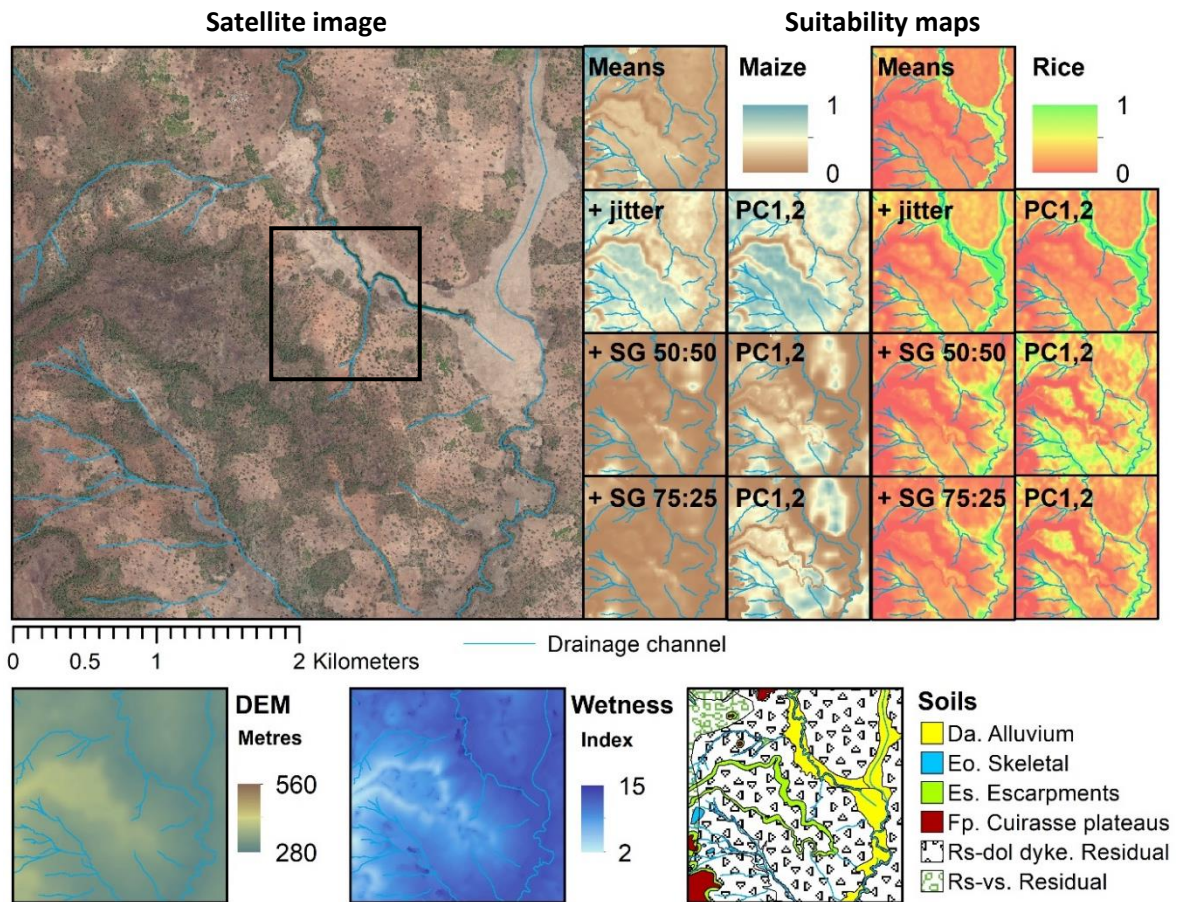 Satellite image
Suitability maps
Means
Maize
1
0
Means
Rice
1
0
+ jitter
PC1,2
+ jitter
PC1,2
+ SG 50:50
PC1,2
+ SG 50:50
PC1,2
+ SG 75:25
PC1,2
+ SG 75:25
PC1,2
0 0.5 1 2 Kilometers
Drainage channel
DEM
Metres
560
280
Wetness
Index
15
2
Soils
Da. Alluvium
Eo. Skeletal
Es. Escarpments
Fp. Cuirasse plateaus
Rs-dol dyke. Residual
Rs-vs. Residual